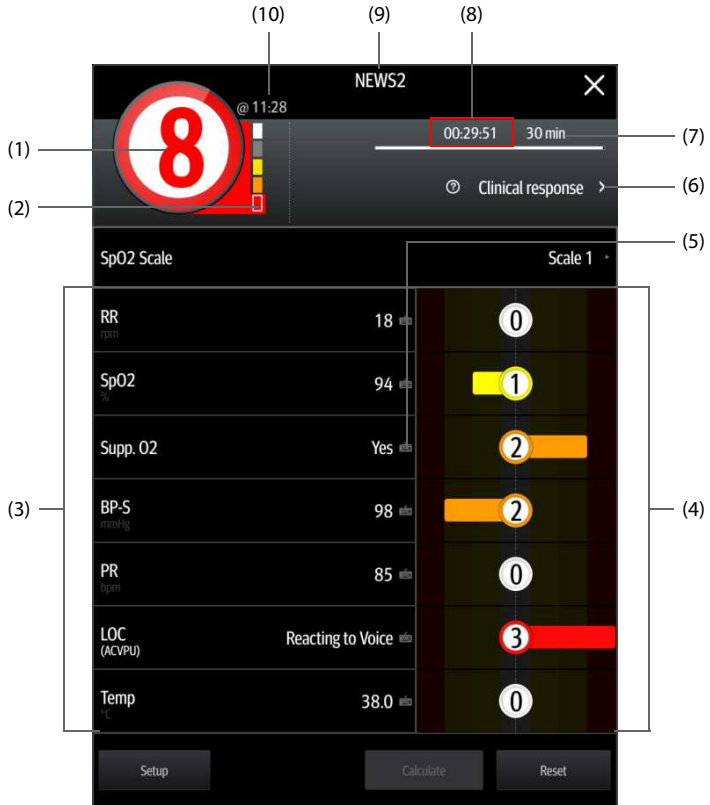 (10) (9) (8)
NEWS2
@ 11:28
8
00:29:51 30 min
(7)
(1)
Clinical response
(6)
(2)
(5)
SpO2 Scale Scale 1
RR 18 0
rpm
SpO2 94 1
%
Supp. O2 Yes 2
(3)
BP-S 98 2
(4)
mmHg
PR 85 0
bpm
LOC Reacting to Voice 3
(ACVPU)
Temp 38.0 0
°C
Setup Calculate Reset